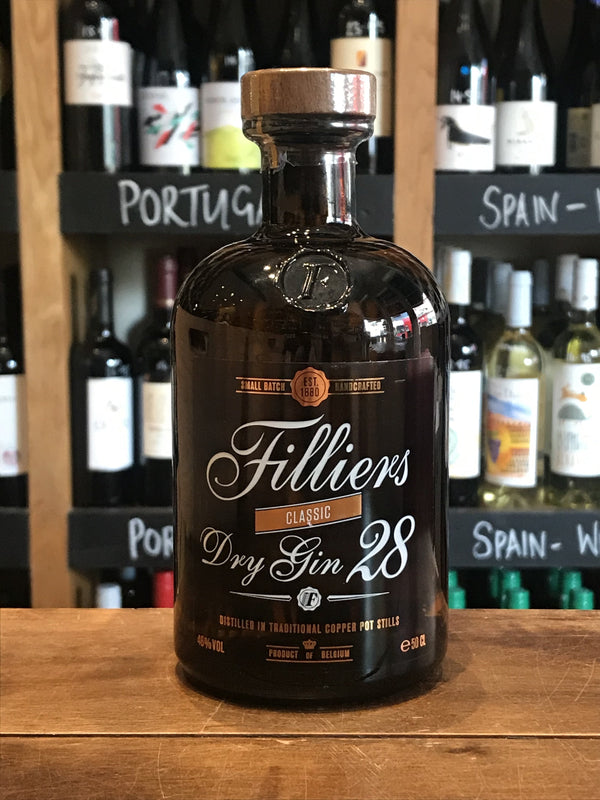 PORTUGA
SPAIN - W
F
SMALL BATCH EST. 1880 HANDCRAFTED
Filliers
CLASSIC
Dry Gin 28
F
DISTILLED IN TRADITIONAL COPPER POT STILLS
46%VOL
e 50 CL
PRODUCT OF BELGIUM
POR
SPAIN - W